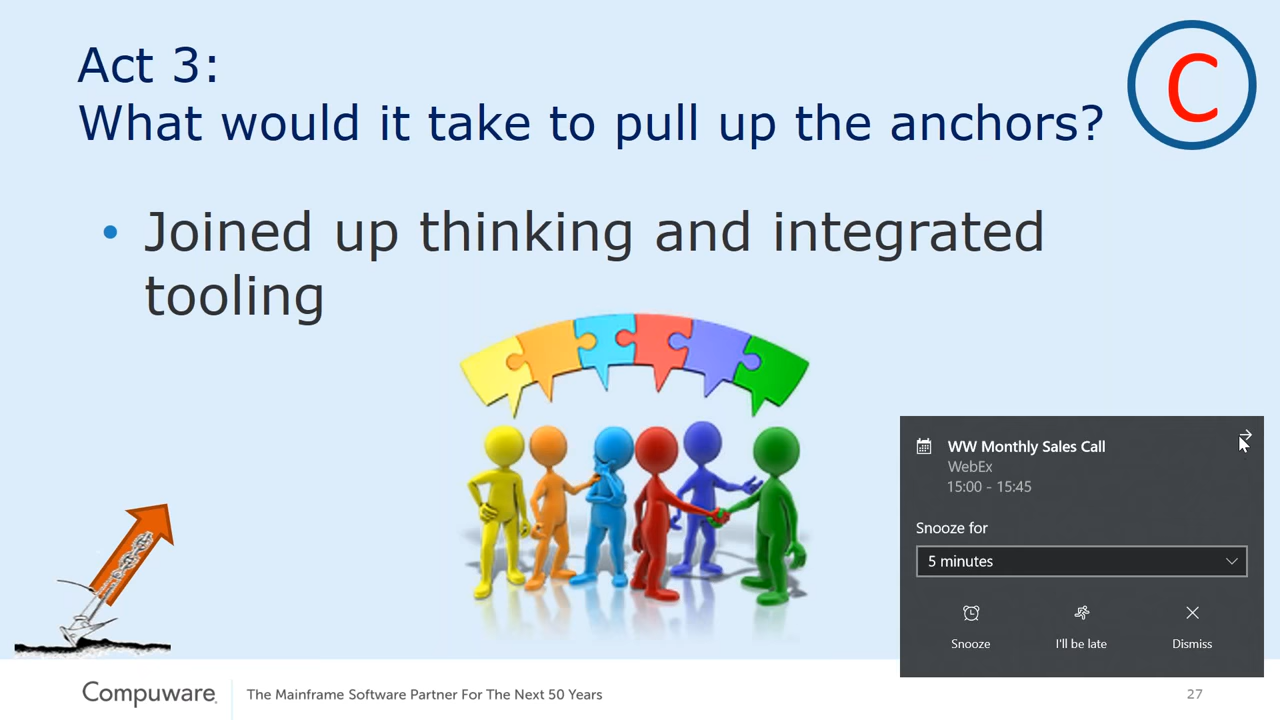 Act 3:
What would it take to pull up the anchors?
C
• Joined up thinking and integrated
tooling
WW Monthly Sales Call
WebEx
15:00 - 15:45
Snooze for
5 minutes
Snooze
I'll be late
Dismiss
Compuware.
The Mainframe Software Partner For The Next 50 Years
27